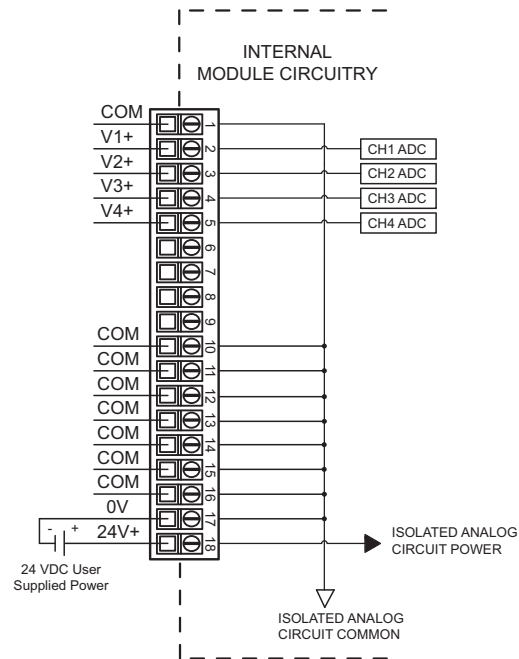 INTERNAL
MODULE CIRCUITRY
COM
1
V1+
2
CH1 ADC
V2+
3
CH2 ADC
V3+
4
CH3 ADC
V4+
5
CH4 ADC
6
7
8
9
COM
10
COM
11
COM
12
COM
13
COM
14
COM
15
COM
16
0V
17
24V+
18
- +
24 VDC User
Supplied Power
ISOLATED ANALOG
CIRCUIT POWER
ISOLATED ANALOG
CIRCUIT COMMON